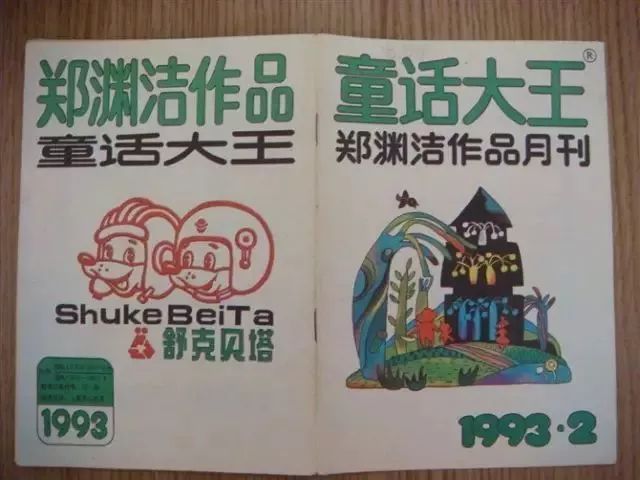 郑渊洁作品
童话大王
ShukeBeiTa
舒克贝塔
1993
童话大王®
郑渊洁作品月刊
1993·2